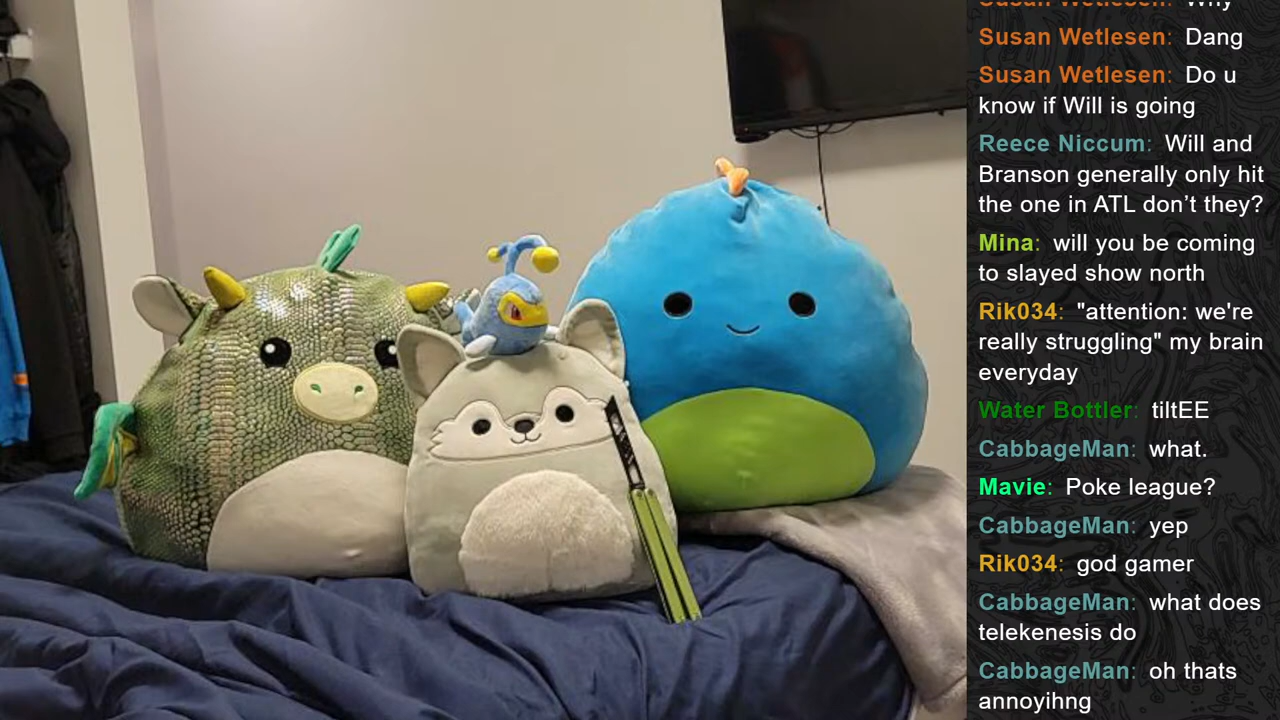 Susan Wetlesen: Why
Susan Wetlesen: Dang
Susan Wetlesen: Do u
know if Will is going
Reece Niccum: Will and
Branson generally only hit
the one in ATL don't they?
Mina: will you be coming
to slayed show north
Rik034: "attention: we're
really struggling" my brain
everyday
Water Bottler: tiltEE
CabbageMan: what.
Mavie: Poke league?
CabbageMan: yep
Rik034: god gamer
CabbageMan: what does
telekenesis do
CabbageMan: oh thats
annoyihng